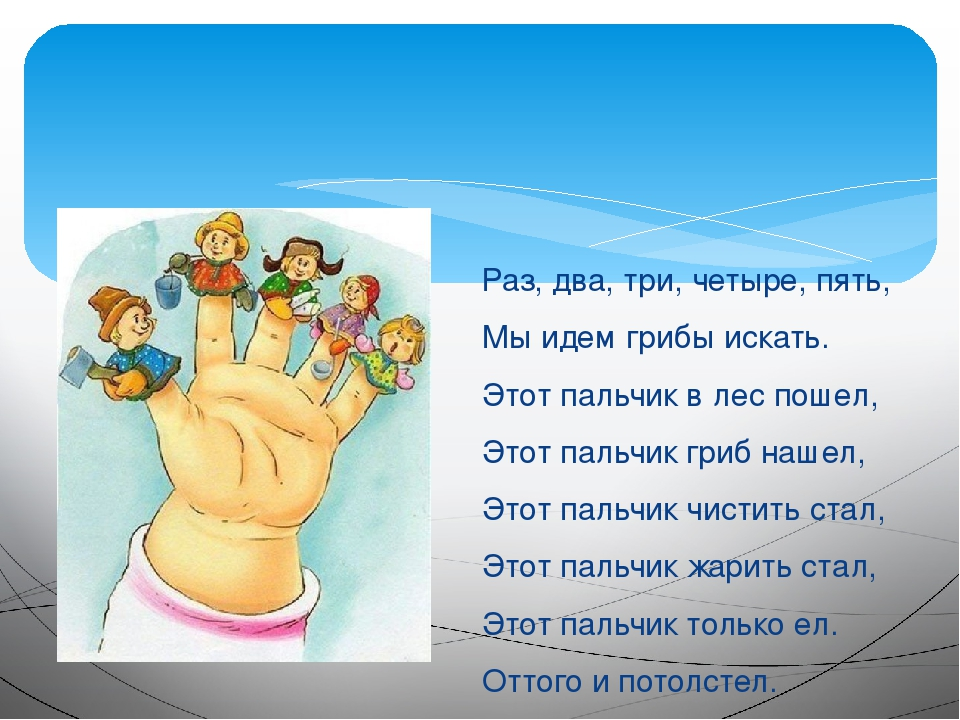 Раз, два, три, четыре, пять,
Мы идем грибы искать.
Этот пальчик в лес пошел,
Этот пальчик гриб нашел,
Этот пальчик чистить стал,
Этот пальчик жарить стал,
Этот пальчик только ел.
Оттого и потолстел.